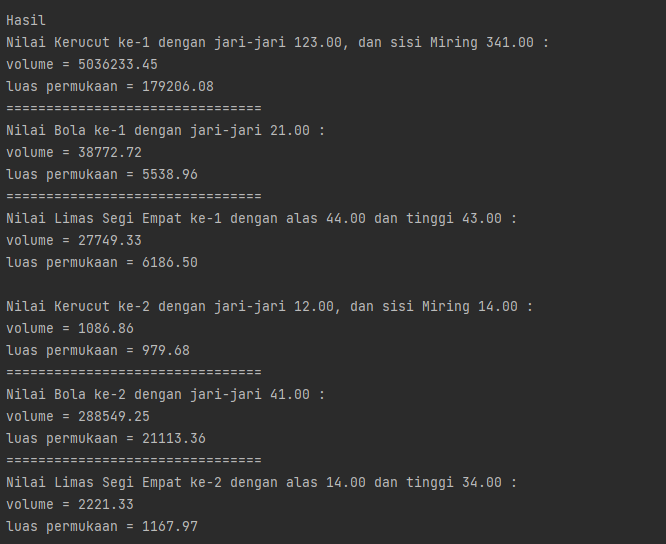 Hasil
Nilai Kerucut ke-1 dengan jari-jari 123.00, dan sisi Miring 341.00 :
volume = 5036233.45
luas permukaan = 179206.08
================================
Nilai Bola ke-1 dengan jari-jari 21.00 :
volume = 38772.72
luas permukaan = 5538.96
================================
Nilai Limas Segi Empat ke-1 dengan alas 44.00 dan tinggi 43.00 :
volume = 27749.33
luas permukaan = 6186.50

Nilai Kerucut ke-2 dengan jari-jari 12.00, dan sisi Miring 14.00 :
volume = 1086.86
luas permukaan = 979.68
================================
Nilai Bola ke-2 dengan jari-jari 41.00 :
volume = 288549.25
luas permukaan = 21113.36
================================
Nilai Limas Segi Empat ke-2 dengan alas 14.00 dan tinggi 34.00 :
volume = 2221.33
luas permukaan = 1167.97